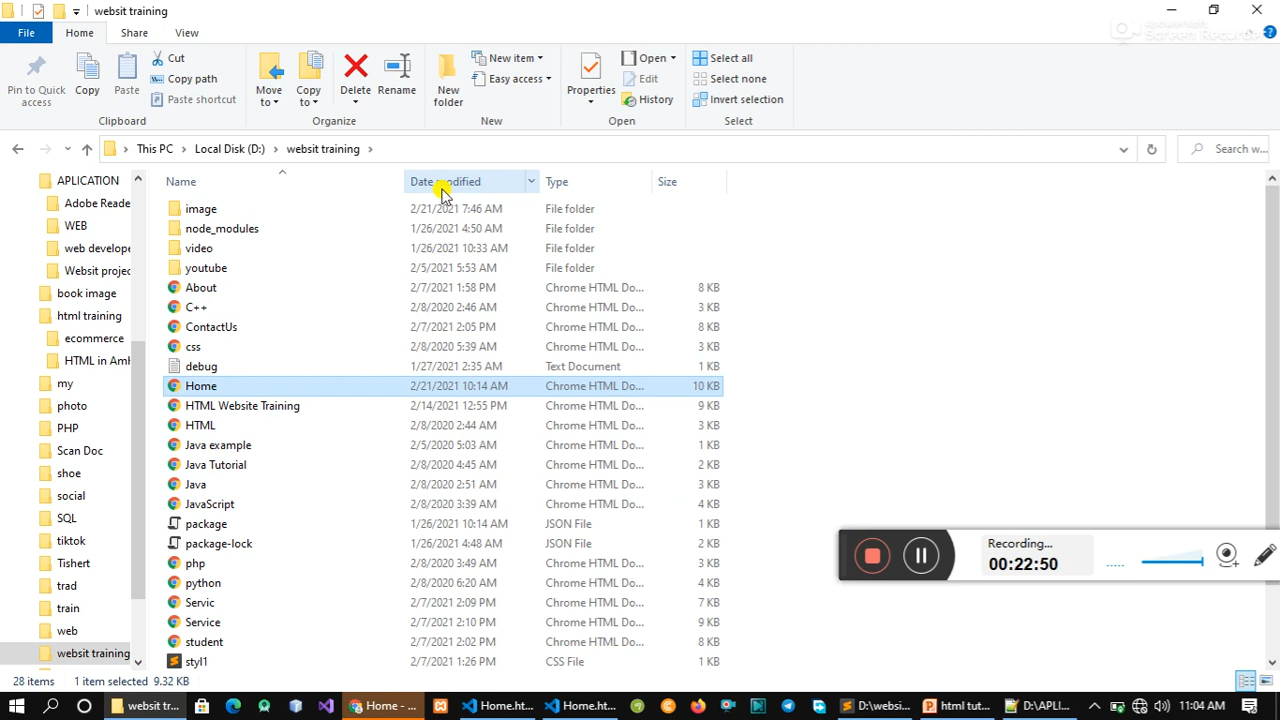 websit training
File Home Share View
Pin to Quick access
Copy
Paste
Cut
Copy path
Paste shortcut
Clipboard
Move to
Copy to
Delete
Rename
Organize
New folder
New item
Easy access
New
Properties
Open
Edit
History
Open
Select all
Select none
Invert selection
Select
This PC Local Disk (D:) websit training
Search w...
APLICATION
Adobe Reade
WEB
web develope
Websit projec
book image
html training
ecommerce
HTML in Amh
my
photo
PHP
Scan Doc
shoe
social
SQL
tiktok
Tishert
trad
train
web
websit training
Name Date modified Type Size
image 2/21/2021 7:46 AM File folder
node_modules 1/26/2021 4:50 AM File folder
video 1/26/2021 10:33 AM File folder
youtube 2/5/2021 5:53 AM File folder
About 2/7/2021 1:58 PM Chrome HTML Do... 8 KB
C++ 2/8/2020 2:46 AM Chrome HTML Do... 3 KB
ContactUs 2/7/2021 2:05 PM Chrome HTML Do... 8 KB
css 2/8/2020 5:39 AM Chrome HTML Do... 3 KB
debug 1/27/2021 2:35 AM Text Document 1 KB
Home 2/21/2021 10:14 AM Chrome HTML Do... 10 KB
HTML Website Training 2/14/2021 12:55 PM Chrome HTML Do... 9 KB
HTML 2/8/2020 2:44 AM Chrome HTML Do... 3 KB
Java example 2/5/2020 5:03 AM Chrome HTML Do... 1 KB
Java Tutorial 2/8/2020 4:45 AM Chrome HTML Do... 2 KB
Java 2/8/2020 2:51 AM Chrome HTML Do... 3 KB
JavaScript 2/8/2020 3:39 AM Chrome HTML Do... 4 KB
package 1/26/2021 10:14 AM JSON File 1 KB
package-lock 1/26/2021 4:48 AM JSON File 2 KB
php 2/8/2020 3:49 AM Chrome HTML Do... 3 KB
python 2/8/2020 6:20 AM Chrome HTML Do... 4 KB
Servic 2/7/2021 2:09 PM Chrome HTML Do... 7 KB
Service 2/7/2021 2:10 PM Chrome HTML Do... 9 KB
student 2/7/2021 2:02 PM Chrome HTML Do... 8 KB
styl1 2/7/2021 1:26 PM CSS File 1 KB
Recording...
00:22:50
28 items 1 item selected 9.32 KB
websit tr... Home - ... Home.ht... Home.ht... D:\websi... html tut... D:\APLI... 11:04 AM